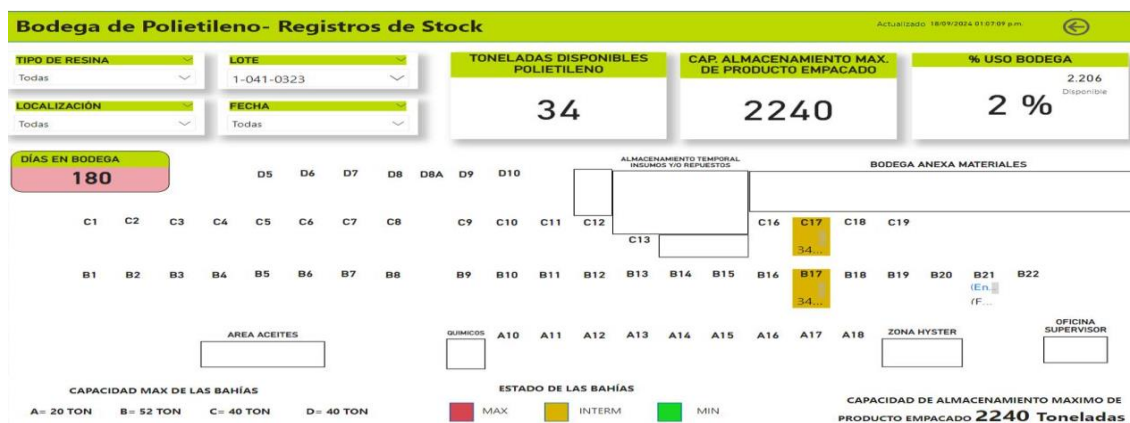 Bodega de Polietileno- Registros de Stock
Actualizado 18/09/2024 01:07:09 p.m.
TIPO DE RESINA
Todas
LOTE
1-041-0323
LOCALIZACIÓN
Todas
FECHA
Todas
TONELADAS DISPONIBLES
POLIETILENO
34
CAP. ALMACENAMIENTO MAX.
DE PRODUCTO EMPACADO
2240
% USO BODEGA
2.206
Disponible
2 %
DÍAS EN BODEGA
180
D5 D6 D7 D8 D8A D9 D10
ALMACENAMIENTO TEMPORAL
INSUMOS Y/O REPUESTOS
BODEGA ANEXA MATERIALES
C1 C2 C3 C4 C5 C6 C7 C8 C9 C10 C11 C12 C16 C17 C18 C19
C13
34...
B1 B2 B3 B4 B5 B6 B7 B8 B9 B10 B11 B12 B13 B14 B15 B16 B17 B18 B19 B20 B21 B22
(En...
34... (F...
AREA ACEITES
QUIMICOS A10 A11 A12 A13 A14 A15 A16 A17 A18 ZONA HYSTER
OFICINA
SUPERVISOR
CAPACIDAD MAX DE LAS BAHÍAS
A= 20 TON B= 52 TON C= 40 TON D= 40 TON
ESTADO DE LAS BAHÍAS
MAX INTERM MIN
CAPACIDAD DE ALMACENAMIENTO MAXIMO DE
PRODUCTO EMPACADO 2240 Toneladas